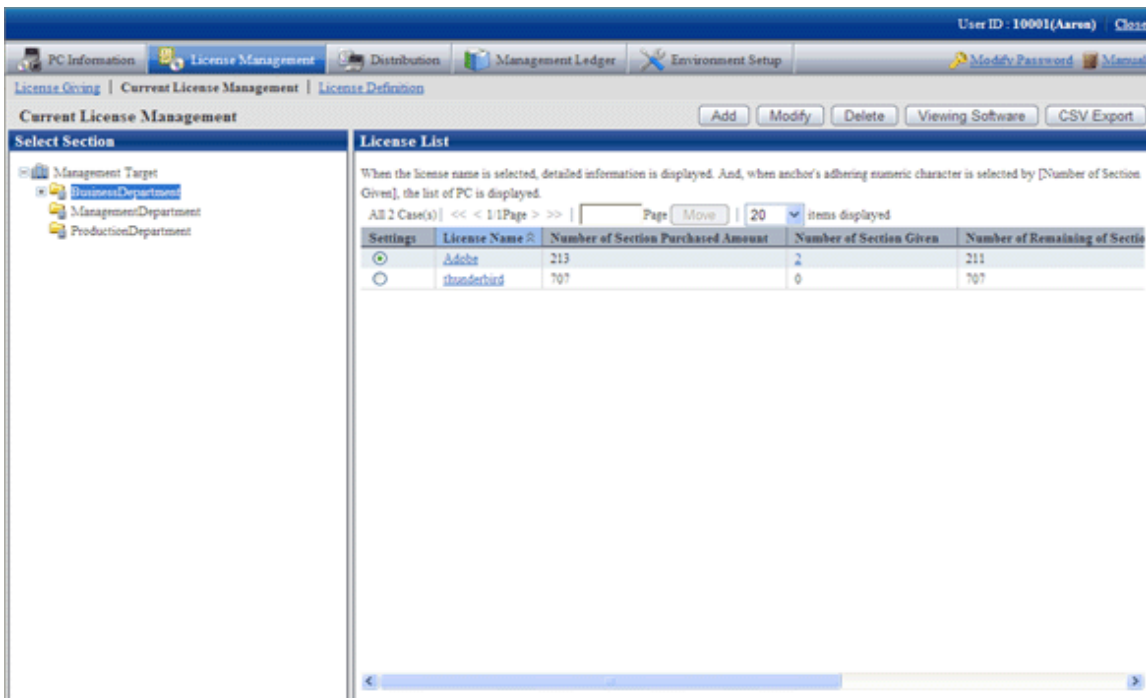 User ID : 10001(Aaron) Close
PC Information License Management Distribution Management Ledger Environment Setup Modify Password Manual
License Giving | Current License Management | License Definition
Current License Management Add Modify Delete Viewing Software CSV Export
Select Section License List
Management Target
BusinessDepartment
ManagementDepartment
ProductionDepartment
When the license name is selected, detailed information is displayed. And, when anchor's adhering numeric character is selected by [Number of Section
Given], the list of PC is displayed.
All 2 Case(s) | << < 1/1Page > >> | Page Move | 20 items displayed
Settings License Name Number of Section Purchased Amount Number of Section Given Number of Remaining of Sectio
Adobe 213 2 211
thunderbird 707 0 707